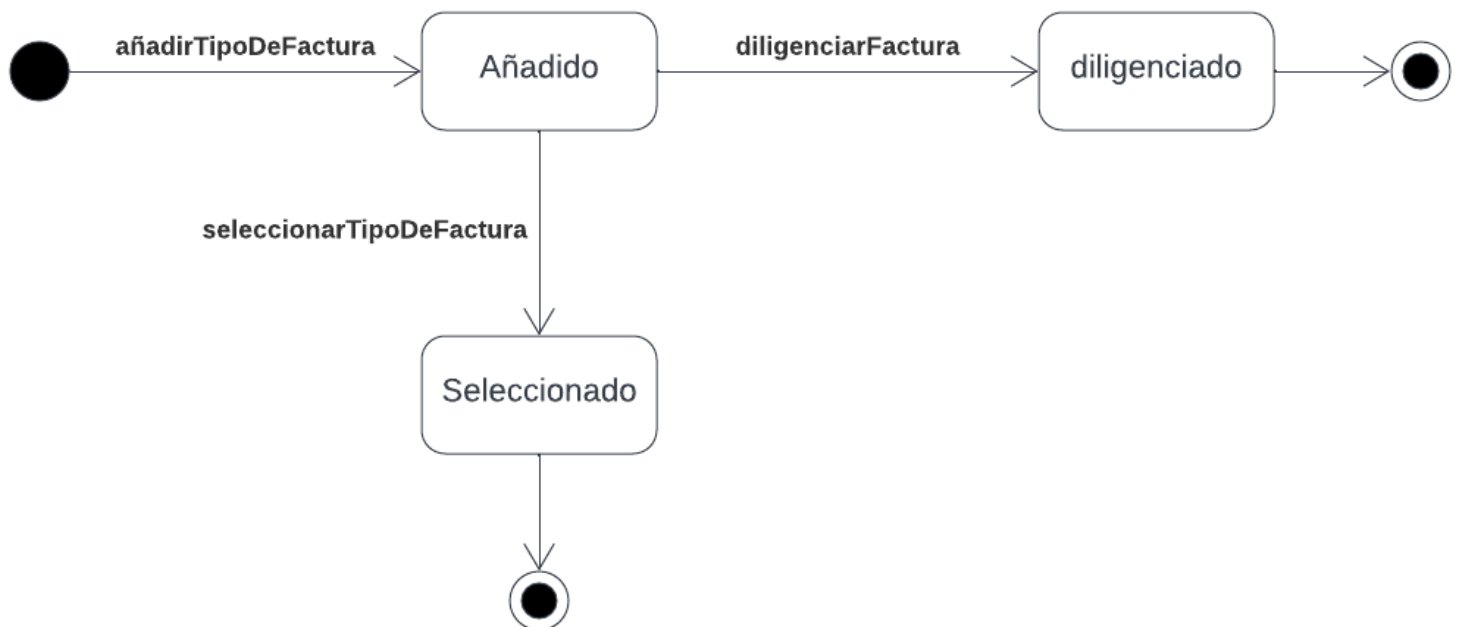 añadirTipoDeFactura
Añadido
diligenciarFactura
diligenciado
seleccionarTipoDeFactura
Seleccionado